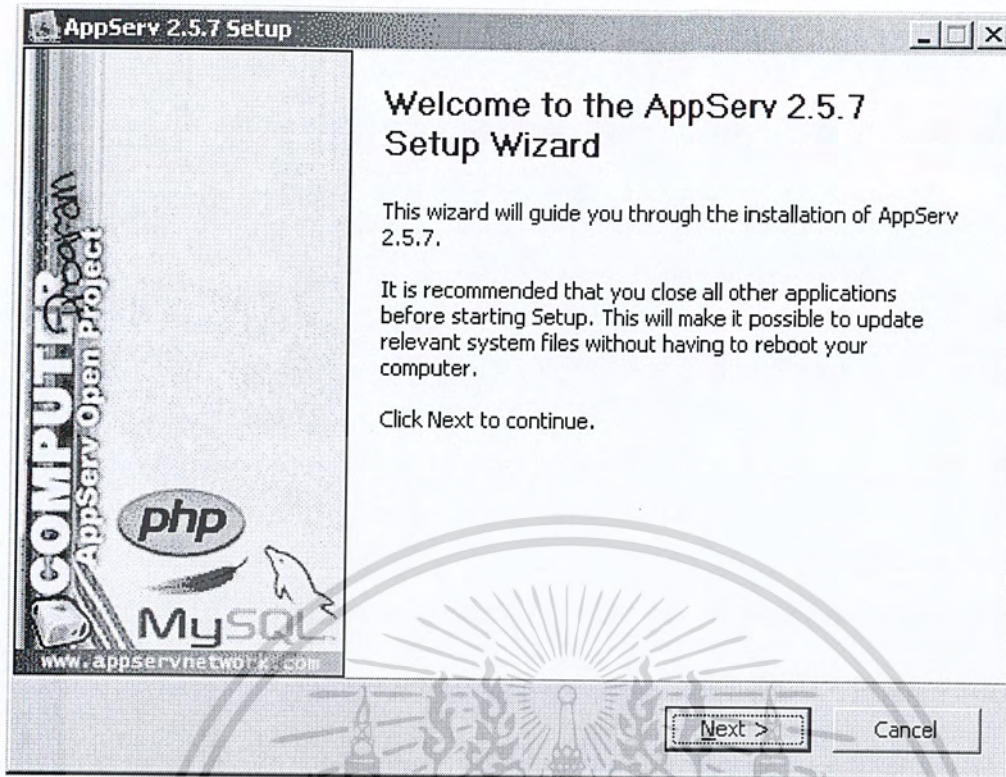 AppServ 2.5.7 Setup
Welcome to the AppServ 2.5.7
Setup Wizard
This wizard will guide you through the installation of AppServ
2.5.7.
It is recommended that you close all other applications
before starting Setup. This will make it possible to update
relevant system files without having to reboot your
computer.
Click Next to continue.
COMPUTER
Program
AppServ Open Project
php
MySQL
www.appservnetwork.com
Next >
Cancel